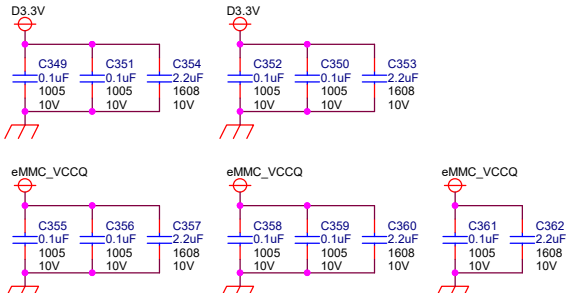 D3.3V
C349
0.1uF
1005
10V
C351
0.1uF
1005
10V
C354
2.2uF
1608
10V
D3.3V
C352
0.1uF
1005
10V
C350
0.1uF
1005
10V
C353
2.2uF
1608
10V
eMMC_VCCQ
C355
0.1uF
1005
10V
C356
0.1uF
1005
10V
C357
2.2uF
1608
10V
eMMC_VCCQ
C358
0.1uF
1005
10V
C359
0.1uF
1005
10V
C360
2.2uF
1608
10V
eMMC_VCCQ
C361
0.1uF
1005
10V
C362
2.2uF
1608
10V